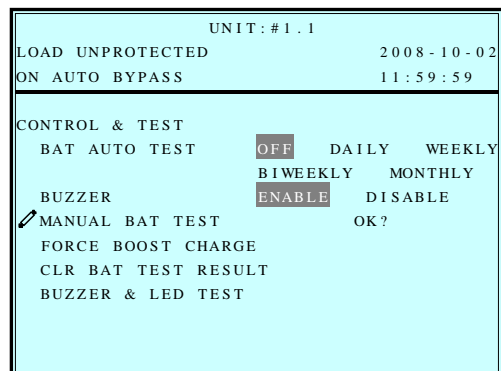 UNIT:#1.1
LOAD UNPROTECTED 2008-10-02
ON AUTO BYPASS 11:59:59
CONTROL & TEST
BAT AUTO TEST OFF DAILY WEEKLY
BIWEEKLY MONTHLY
BUZZER ENABLE DISABLE
MANUAL BAT TEST OK?
FORCE BOOST CHARGE
CLR BAT TEST RESULT
BUZZER & LED TEST